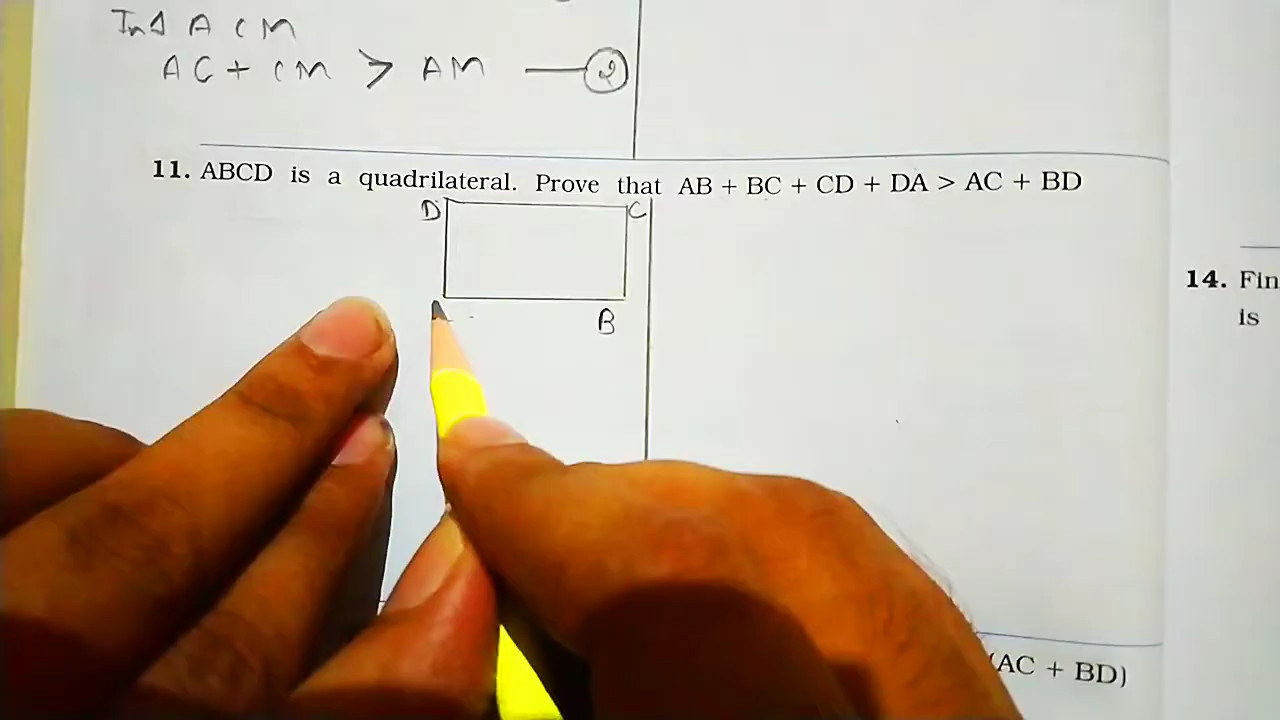 In Δ A C M
AC + CM > AM — 2
11. ABCD is a quadrilateral. Prove that AB + BC + CD + DA > AC + BD
D C
B
14. Fin
is
(AC + BD)